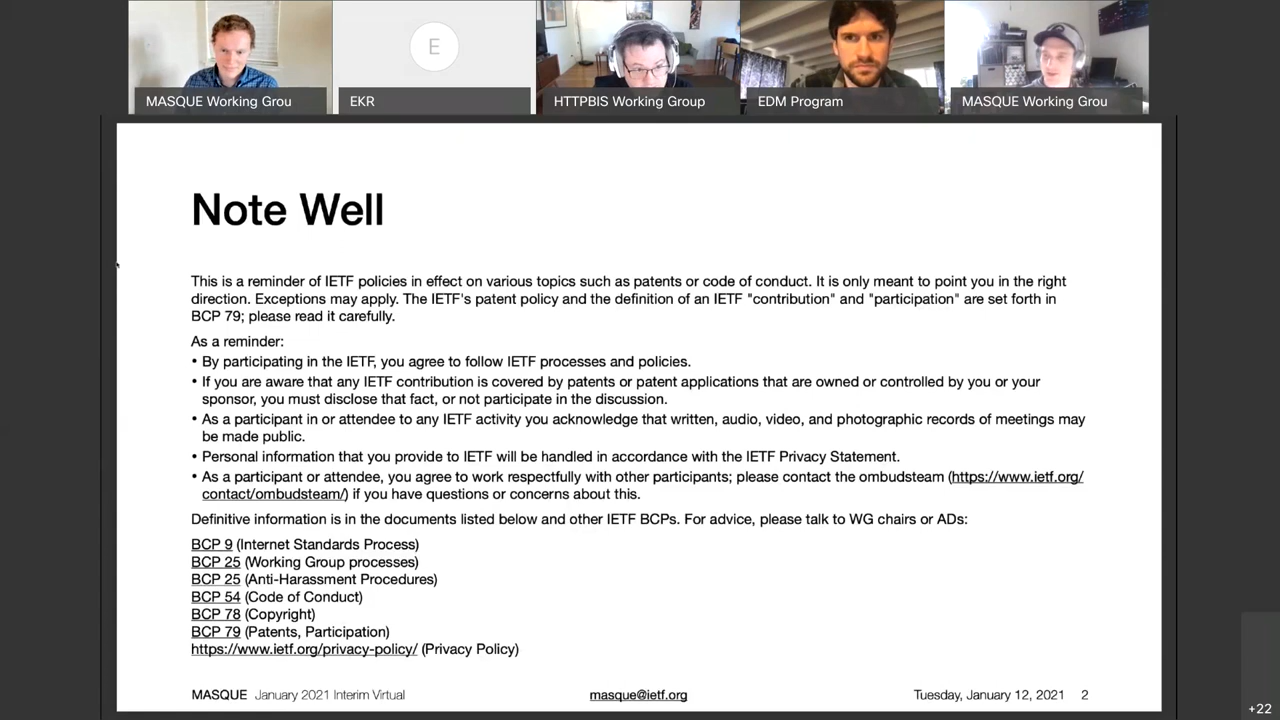 E
MASQUE Working Grou
EKR
HTTPBIS Working Group
EDM Program
MASQUE Working Grou
Note Well
This is a reminder of IETF policies in effect on various topics such as patents or code of conduct. It is only meant to point you in the right
direction. Exceptions may apply. The IETF's patent policy and the definition of an IETF "contribution" and "participation" are set forth in
BCP 79; please read it carefully.
As a reminder:
• By participating in the IETF, you agree to follow IETF processes and policies.
• If you are aware that any IETF contribution is covered by patents or patent applications that are owned or controlled by you or your
sponsor, you must disclose that fact, or not participate in the discussion.
• As a participant in or attendee to any IETF activity you acknowledge that written, audio, video, and photographic records of meetings may
be made public.
• Personal information that you provide to IETF will be handled in accordance with the IETF Privacy Statement.
• As a participant or attendee, you agree to work respectfully with other participants; please contact the ombudsteam (https://www.ietf.org/
contact/ombudsteam/) if you have questions or concerns about this.
Definitive information is in the documents listed below and other IETF BCPs. For advice, please talk to WG chairs or ADs:
BCP 9 (Internet Standards Process)
BCP 25 (Working Group processes)
BCP 25 (Anti-Harassment Procedures)
BCP 54 (Code of Conduct)
BCP 78 (Copyright)
BCP 79 (Patents, Participation)
https://www.ietf.org/privacy-policy/ (Privacy Policy)
MASQUE January 2021 Interim Virtual
masque@ietf.org
Tuesday, January 12, 2021 2
+22